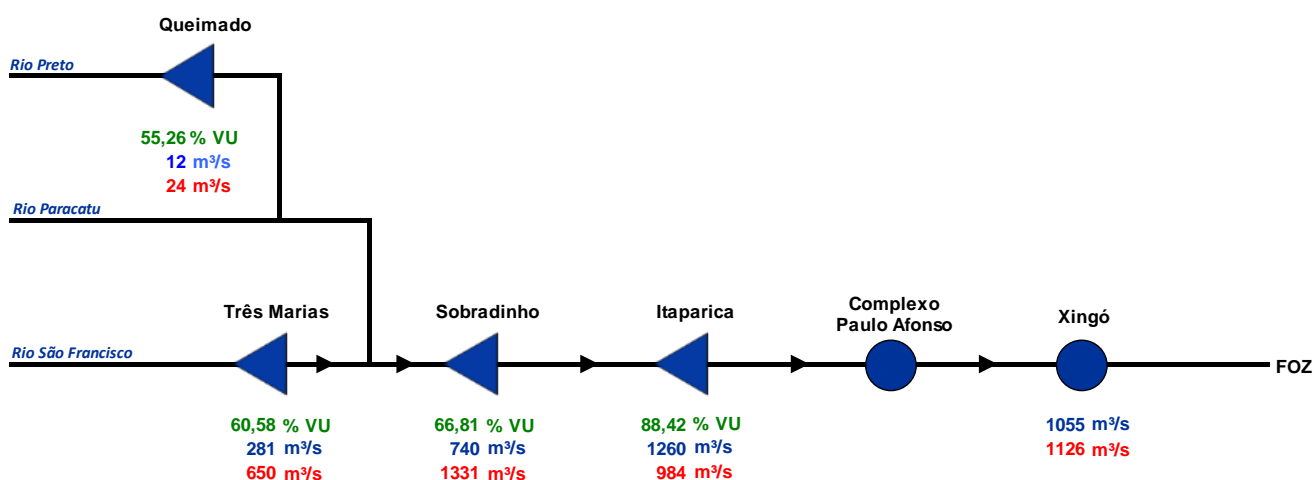 Queimado
Rio Preto
55,26 % VU
12 m³/s
24 m³/s
Rio Paracatu
Três Marias
Sobradinho
Itaparica
Complexo
Paulo Afonso
Xingó
Rio São Francisco
FOZ
60,58 % VU
281 m³/s
650 m³/s
66,81 % VU
740 m³/s
1331 m³/s
88,42 % VU
1260 m³/s
984 m³/s
1055 m³/s
1126 m³/s